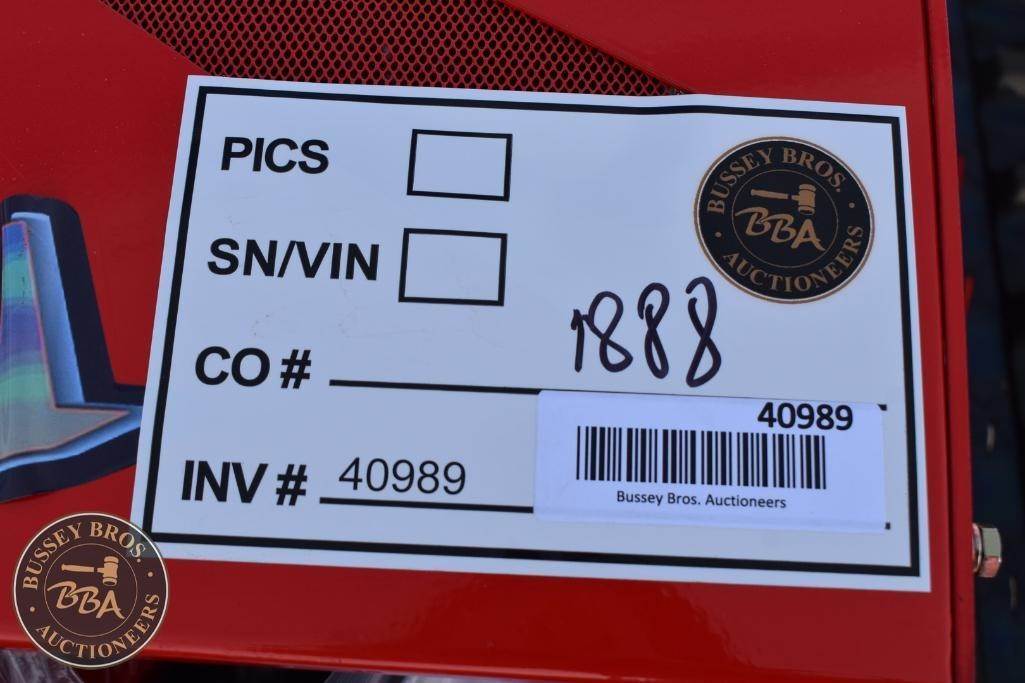 PICS
BUSSEY BROS.
BBA
AUCTIONEERS
SN/VIN
1888
CO #
40989
INV # 40989
Bussey Bros. Auctioneers
BUSSEY BROS.
BBA
AUCTIONEERS